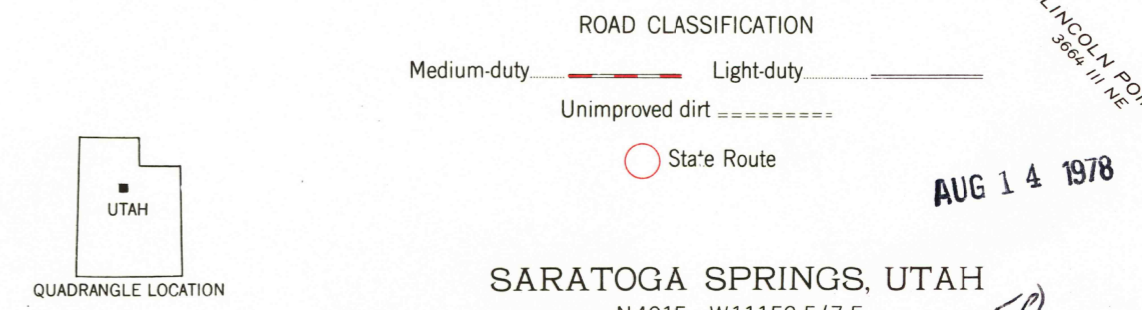 ROAD CLASSIFICATION
Medium-duty Light-duty
Unimproved dirt
State Route
LINCOLN
3664 III NE
AUG 14 1978
UTAH
QUADRANGLE LOCATION
SARATOGA SPRINGS, UTAH